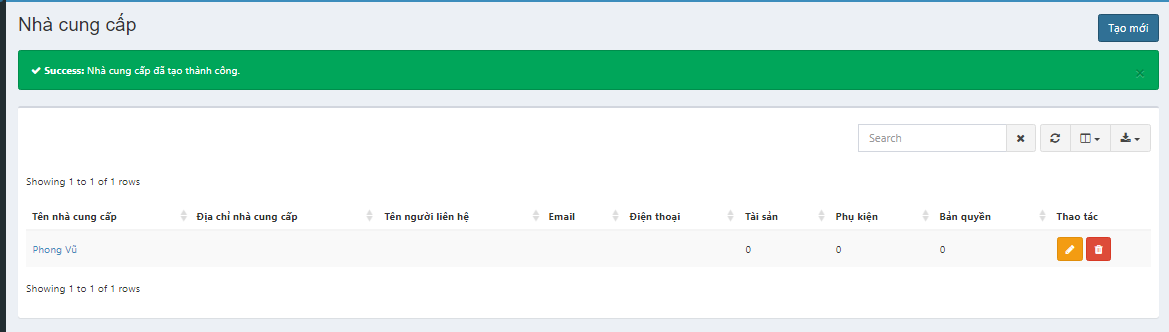 Nhà cung cấp
Tạo mới
Success: Nhà cung cấp đã tạo thành công.
×
Search
Showing 1 to 1 of 1 rows
Tên nhà cung cấp Địa chỉ nhà cung cấp Tên người liên hệ Email Điện thoại Tài sản Phụ kiện Bản quyền Thao tác
Phong Vũ 0 0 0
Showing 1 to 1 of 1 rows